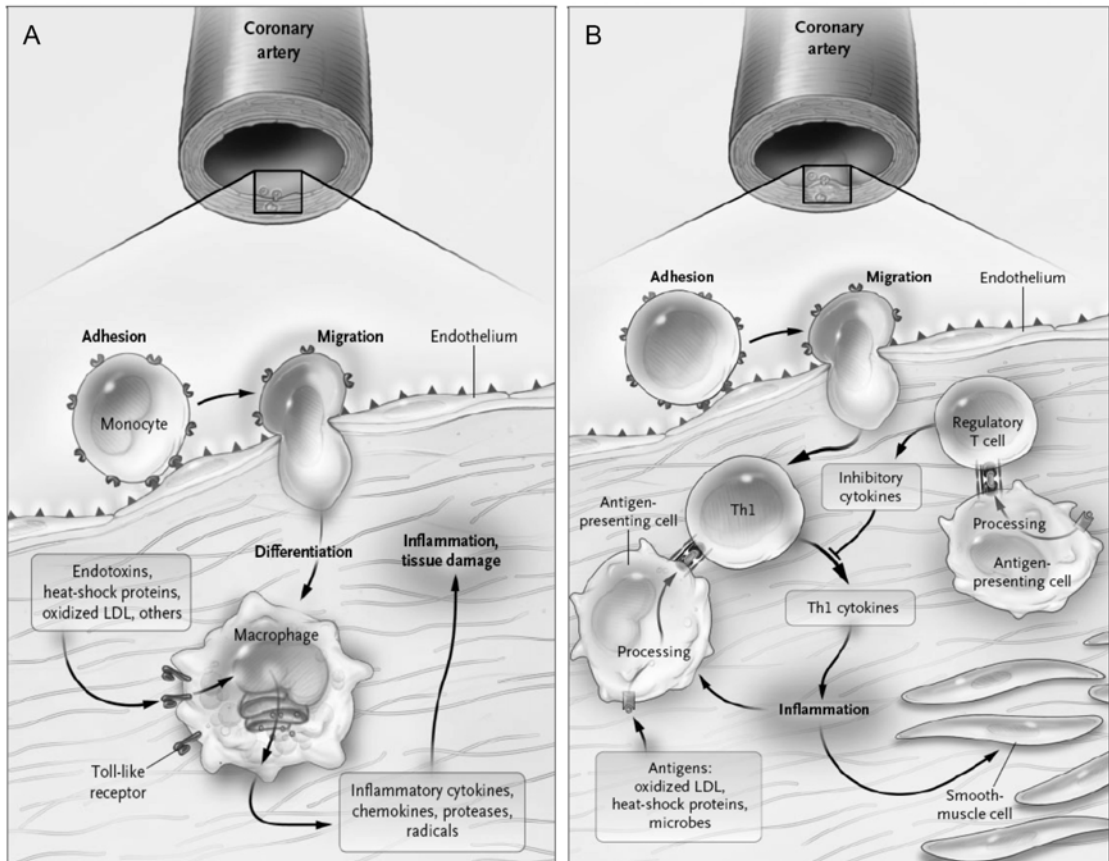 A
Coronary
artery
Adhesion
Migration
Endothelium
Monocyte
Differentiation
Inflammation,
tissue damage
Endotoxins,
heat-shock proteins,
oxidized LDL, others
Macrophage
Toll-like
receptor
Inflammatory cytokines,
chemokines, proteases,
radicals
B
Coronary
artery
Adhesion
Migration
Endothelium
Regulatory
T cell
Inhibitory
cytokines
Antigen-
presenting cell
Th1
Processing
Antigen-
presenting cell
Th1 cytokines
Processing
Inflammation
Antigens:
oxidized LDL,
heat-shock proteins,
microbes
Smooth-
muscle cell